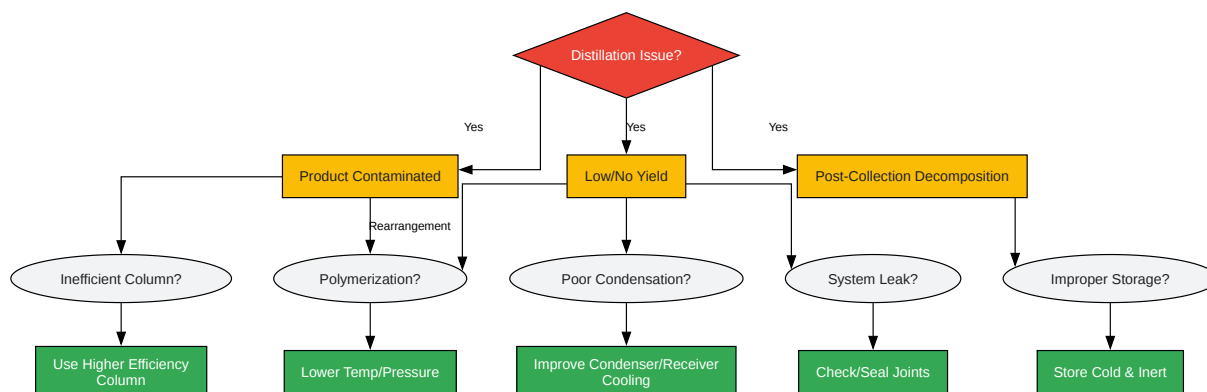 Distillation Issue?
Yes
Yes
Yes
Product Contaminated
Low/No Yield
Post-Collection Decomposition
Rearrangement
Inefficient Column?
Polymerization?
Poor Condensation?
System Leak?
Improper Storage?
Use Higher Efficiency
Column
Lower Temp/Pressure
Improve Condenser/Receiver
Cooling
Check/Seal Joints
Store Cold & Inert